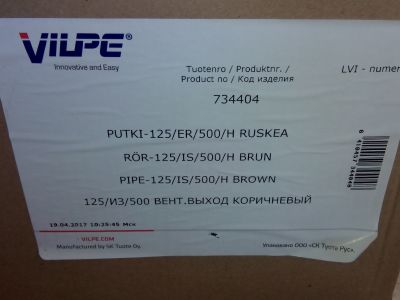 VILPE®
Innovative and Easy
Tuotenro / Produktnr. /
Product no / Код изделия
LVI - numer
734404
PUTKI-125/ER/500/H RUSKEA
RÖR-125/IS/500/H BRUN
PIPE-125/IS/500/H BROWN
125/ИЗ/500 ВЕНТ.ВЫХОД КОРИЧНЕВЫЙ
19.04.2017 10:25:45 Мск
VILPE.COM
Manufactured by SK Tuote Oy.
Упаковано ООО «СК Туоте Рус»